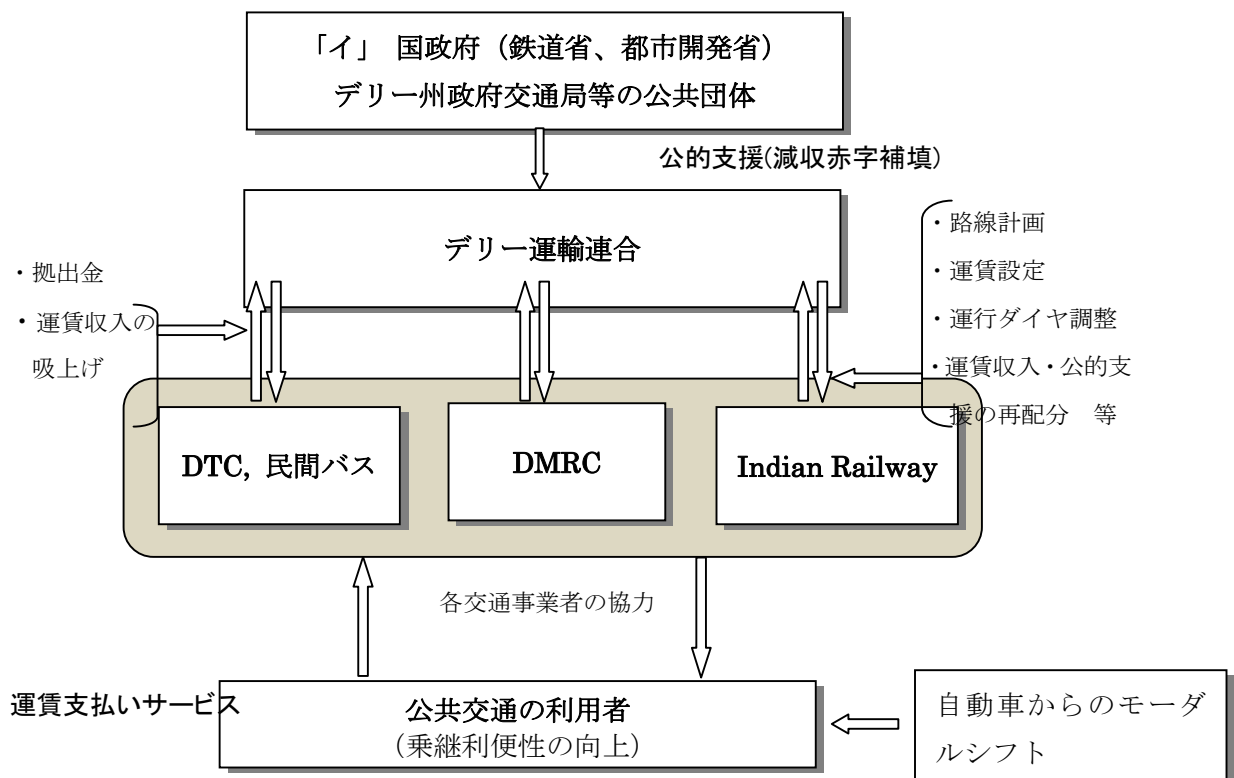 「イ」 国政府（鉄道省、都市開発省）
デリー州政府交通局等の公共団体
公的支援(減収赤字補填)
デリー運輸連合
・拠出金
・運賃収入の
吸上げ
・路線計画
・運賃設定
・運行ダイヤ調整
・運賃収入・公的支
援の再配分　等
DTC, 民間バス
DMRC
Indian Railway
各交通事業者の協力
運賃支払いサービス
公共交通の利用者
（乗継利便性の向上）
自動車からのモーダ
ルシフト